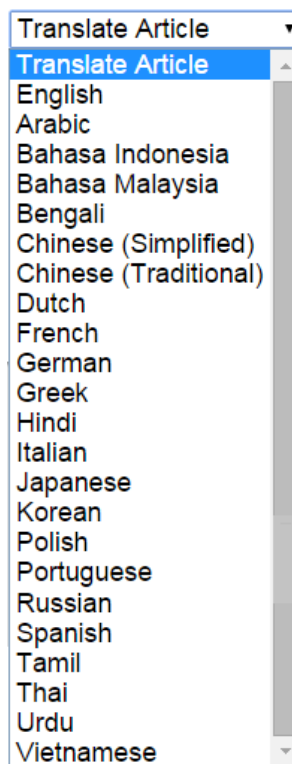 Translate Article
Translate Article
English
Arabic
Bahasa Indonesia
Bahasa Malaysia
Bengali
Chinese (Simplified)
Chinese (Traditional)
Dutch
French
German
Greek
Hindi
Italian
Japanese
Korean
Polish
Portuguese
Russian
Spanish
Tamil
Thai
Urdu
Vietnamese